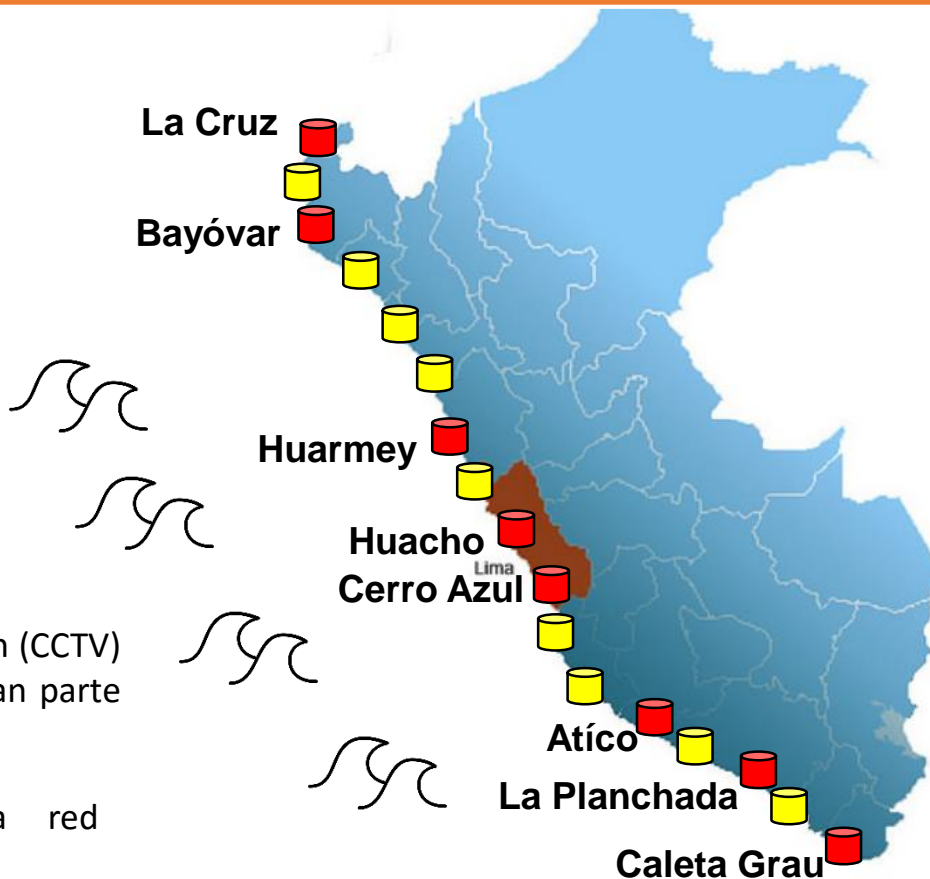 La Cruz
Bayóvar
Huarmey
Huacho
Lima
Cerro Azul
(CCTV)
an parte
Atíco
La Planchada
a red
Caleta Grau